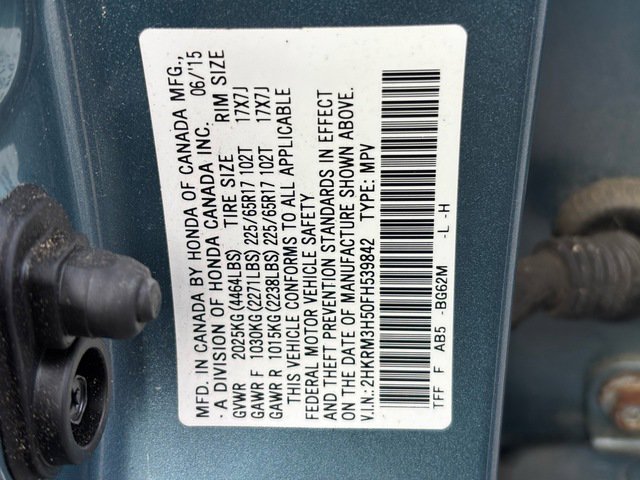 MFD. IN CANADA BY HONDA OF CANADA MFG.,
· A DIVISION OF HONDA CANADA INC. 06/'15
GVWR 2025KG (4464LBS) TIRE SIZE RIM SIZE
GAWR F 1030KG (2271LBS) 225/65R17 102T 17X7J
GAWR R 1015KG (2238LBS) 225/65R17 102T 17X7J
THIS VEHICLE CONFORMS TO ALL APPLICABLE
FEDERAL MOTOR VEHICLE SAFETY
AND THEFT PREVENTION STANDARDS IN EFFECT
ON THE DATE OF MANUFACTURE SHOWN ABOVE.
V.I.N.: 2HKRM3H50FH539842 TYPE: MPV
TFF F AB5 -BG62M -L -H